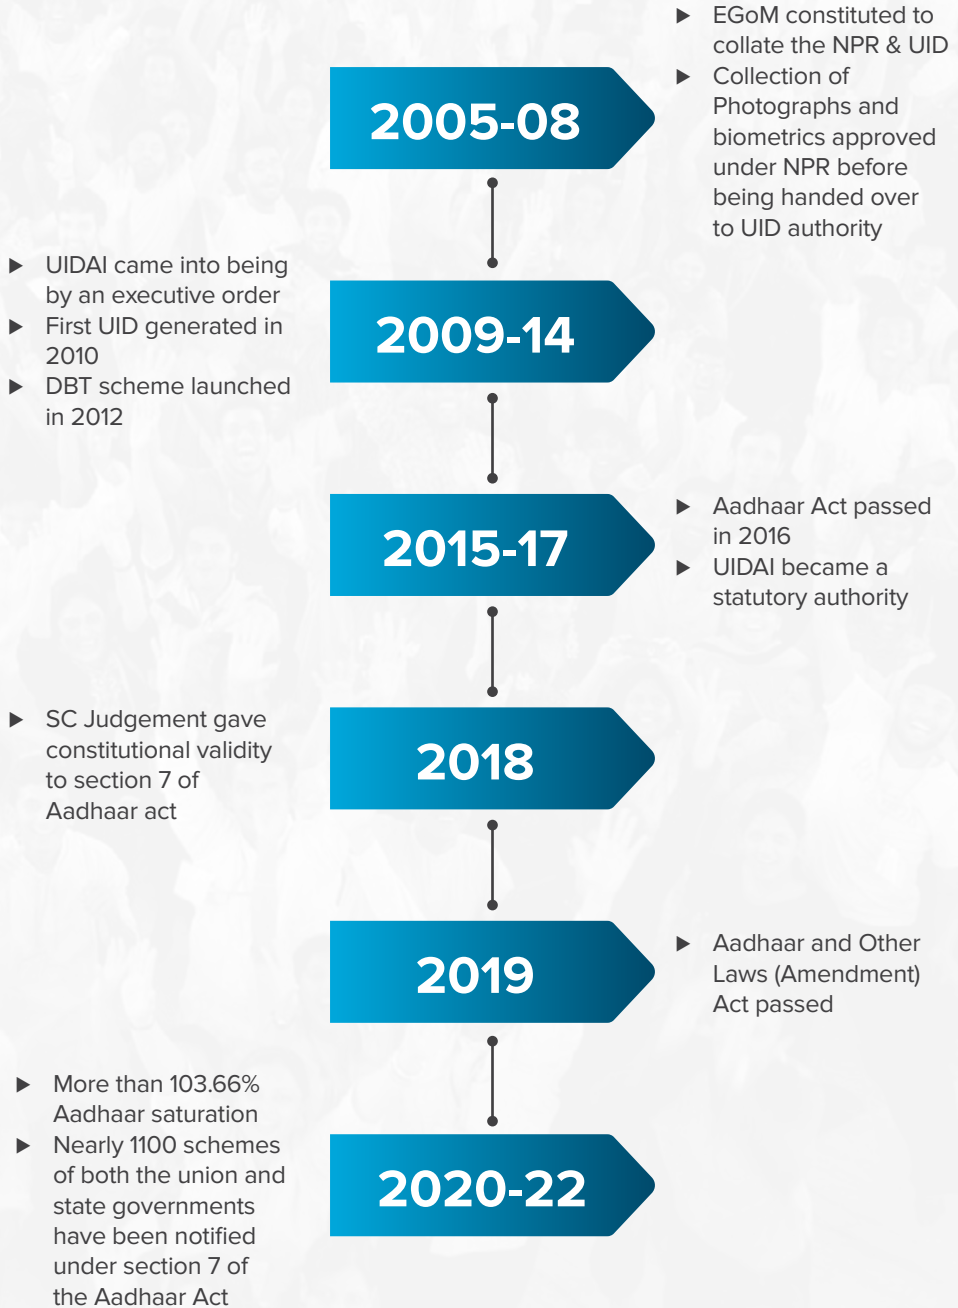 ► EGoM constituted to
collate the NPR & UID
► Collection of
Photographs and
biometrics approved
under NPR before
being handed over
to UID authority
2005-08
► UIDAI came into being
by an executive order
► First UID generated in
2010
► DBT scheme launched
in 2012
2009-14
► Aadhaar Act passed
in 2016
► UIDAI became a
statutory authority
2015-17
► SC Judgement gave
constitutional validity
to section 7 of
Aadhaar act
2018
► Aadhaar and Other
Laws (Amendment)
Act passed
2019
► More than 103.66%
Aadhaar saturation
► Nearly 1100 schemes
of both the union and
state governments
have been notified
under section 7 of
the Aadhaar Act
2020-22